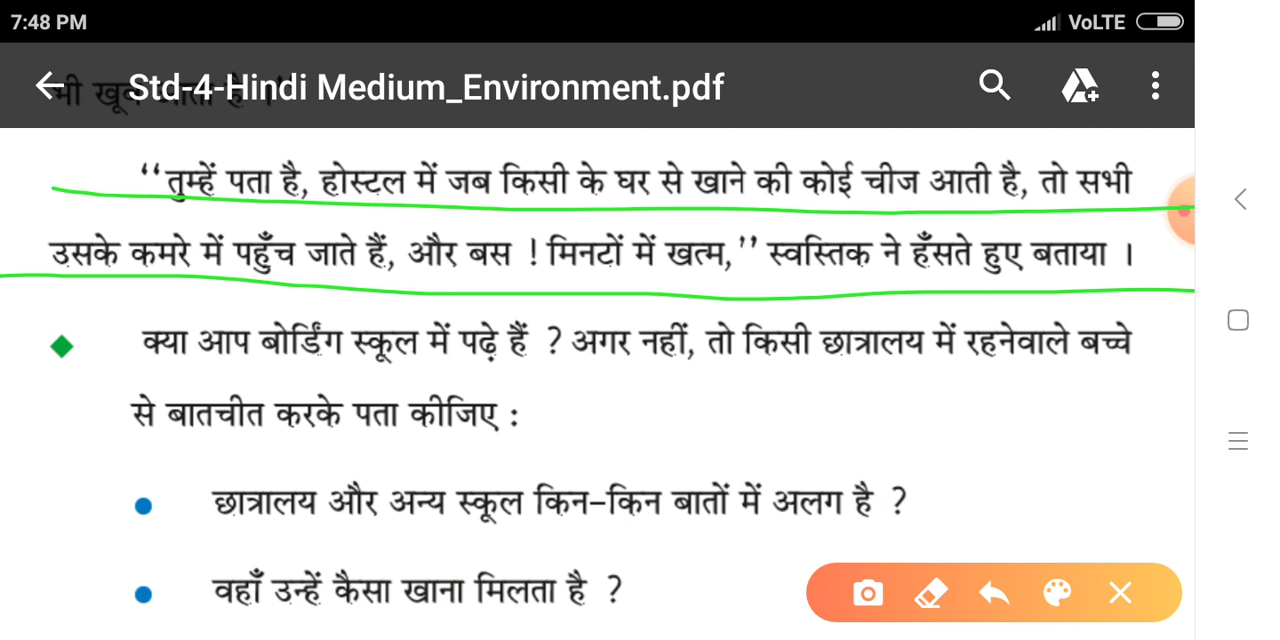 7:48 PM
VoLTE
Std-4-Hindi Medium_Environment.pdf
‘‘तुम्हें पता है, होस्टल में जब किसी के घर से खाने की कोई चीज आती है, तो सभी
उसके कमरे में पहुँच जाते हैं, और बस ! मिनटों में खत्म,’’ स्वस्तिक ने हँसते हुए बताया ।
क्या आप बोर्डिंग स्कूल में पढ़े हैं ? अगर नहीं, तो किसी छात्रालय में रहनेवाले बच्चे
से बातचीत करके पता कीजिए :
छात्रालय और अन्य स्कूल किन-किन बातों में अलग है ?
वहाँ उन्हें कैसा खाना मिलता है ?